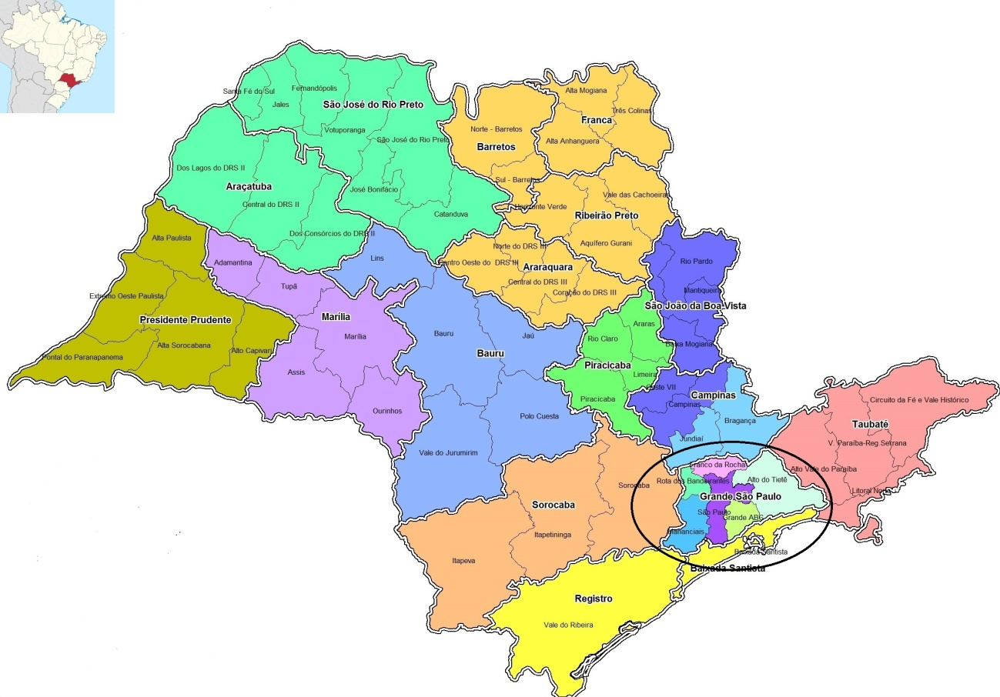 Santa Fé do Sul
Fernandópolis
Jales
São José do Rio Preto
Votuporanga
São José do Rio Preto
José Bonifácio
Catanduva
Dos Lagos do DRS II
Araçatuba
Central do DRS II
Dos Consórcios do DRS II
Norte - Barretos
Barretos
Sul - Barretos
Alta Mogiana
Três Colinas
Franca
Alta Anhanguera
Horizonte Verde
Vale das Cachoeiras
Ribeirão Preto
Aquífero Gurani
Norte do DRS III
Centro Oeste do DRS III
Araraquara
Central do DRS III
Coração do DRS III
Alta Paulista
Extremo Oeste Paulista
Presidente Prudente
Alta Sorocabana
Alto Capivari
Pontal do Paranapanema
Adamantina
Tupã
Marília
Marília
Assis
Ourinhos
Lins
Bauru
Jaú
Bauru
Polo Cuesta
Vale do Jurumirim
Araras
Rio Claro
Piracicaba
Limeira
Piracicaba
Rio Pardo
Mantiqueira
São João da Boa Vista
Baixa Mogiana
Oeste VII
Campinas
Campinas
Bragança
Jundiaí
Circuito da Fé e Vale Histórico
Taubaté
V. Paraíba-Reg.Serrana
Alto Vale do Paraíba
Litoral Norte
Franco da Rocha
Rota dos Bandeirantes
Alto do Tietê
Grande São Paulo
São Paulo
Grande ABC
Mananciais
Baixada Santista
Baixada Santista
Sorocaba
Sorocaba
Itapetininga
Itapeva
Registro
Vale do Ribeira